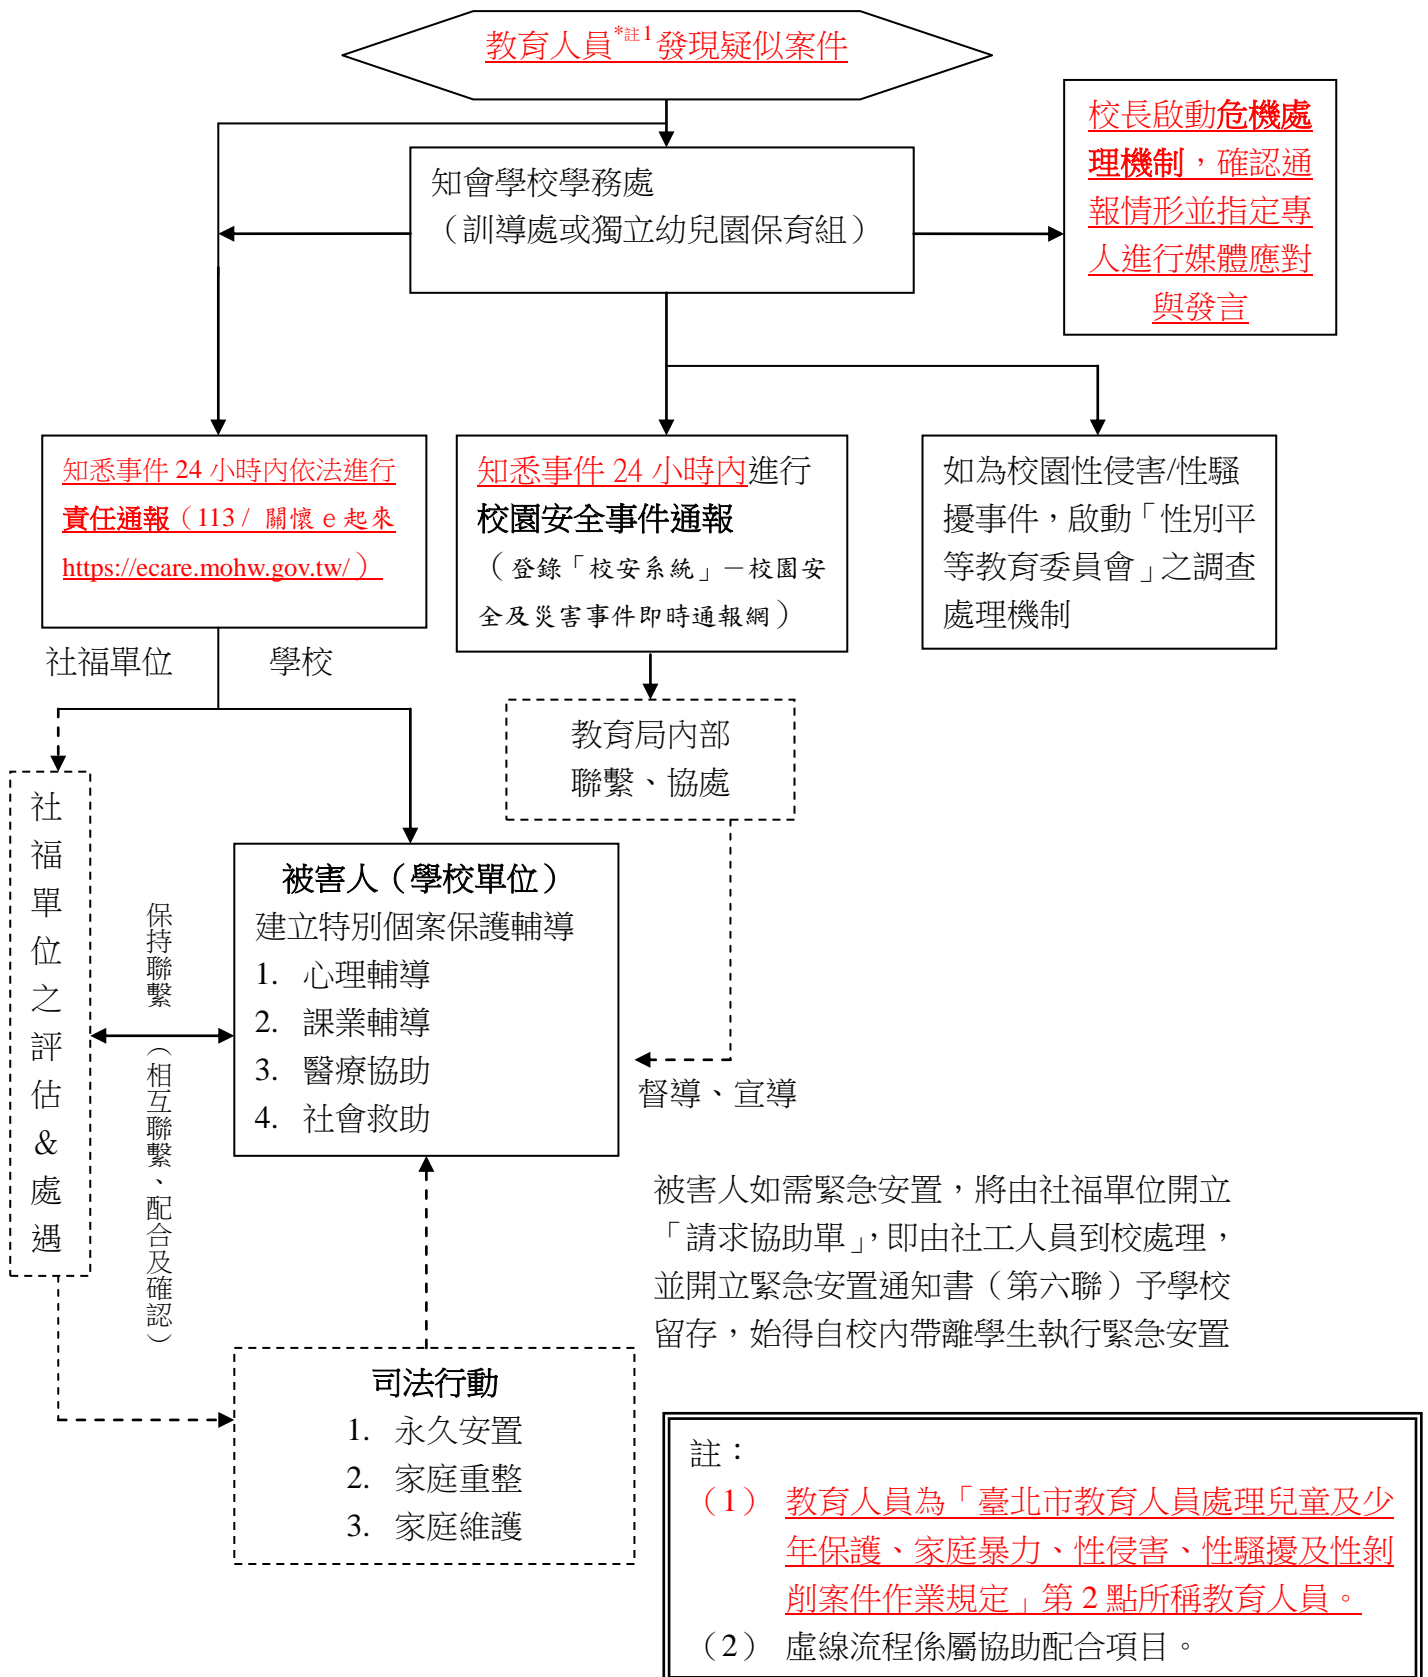 教育人員*註1發現疑似案件
校長啟動危機處
理機制，確認通
報情形並指定專
人進行媒體應對
與發言
知會學校學務處
（訓導處或獨立幼兒園保育組）
知悉事件 24 小時內依法進行
責任通報（113 / 關懷 e 起來
https://ecare.mohw.gov.tw/）
知悉事件 24 小時內進行
校園安全事件通報
（登錄「校安系統」－校園安
全及災害事件即時通報網）
如為校園性侵害/性騷
擾事件，啟動「性別平
等教育委員會」之調查
處理機制
社福單位
學校
教育局內部
聯繫、協處
社福單位之評估&處遇
保持聯繫（相互聯繫、配合及確認）
被害人（學校單位）
建立特別個案保護輔導
1. 心理輔導
2. 課業輔導
3. 醫療協助
4. 社會救助
督導、宣導
被害人如需緊急安置，將由社福單位開立
「請求協助單」，即由社工人員到校處理，
並開立緊急安置通知書（第六聯）予學校
留存，始得自校內帶離學生執行緊急安置
司法行動
1. 永久安置
2. 家庭重整
3. 家庭維護
註：
（1） 教育人員為「臺北市教育人員處理兒童及少
年保護、家庭暴力、性侵害、性騷擾及性剝
削案件作業規定」第 2 點所稱教育人員。
（2） 虛線流程係屬協助配合項目。